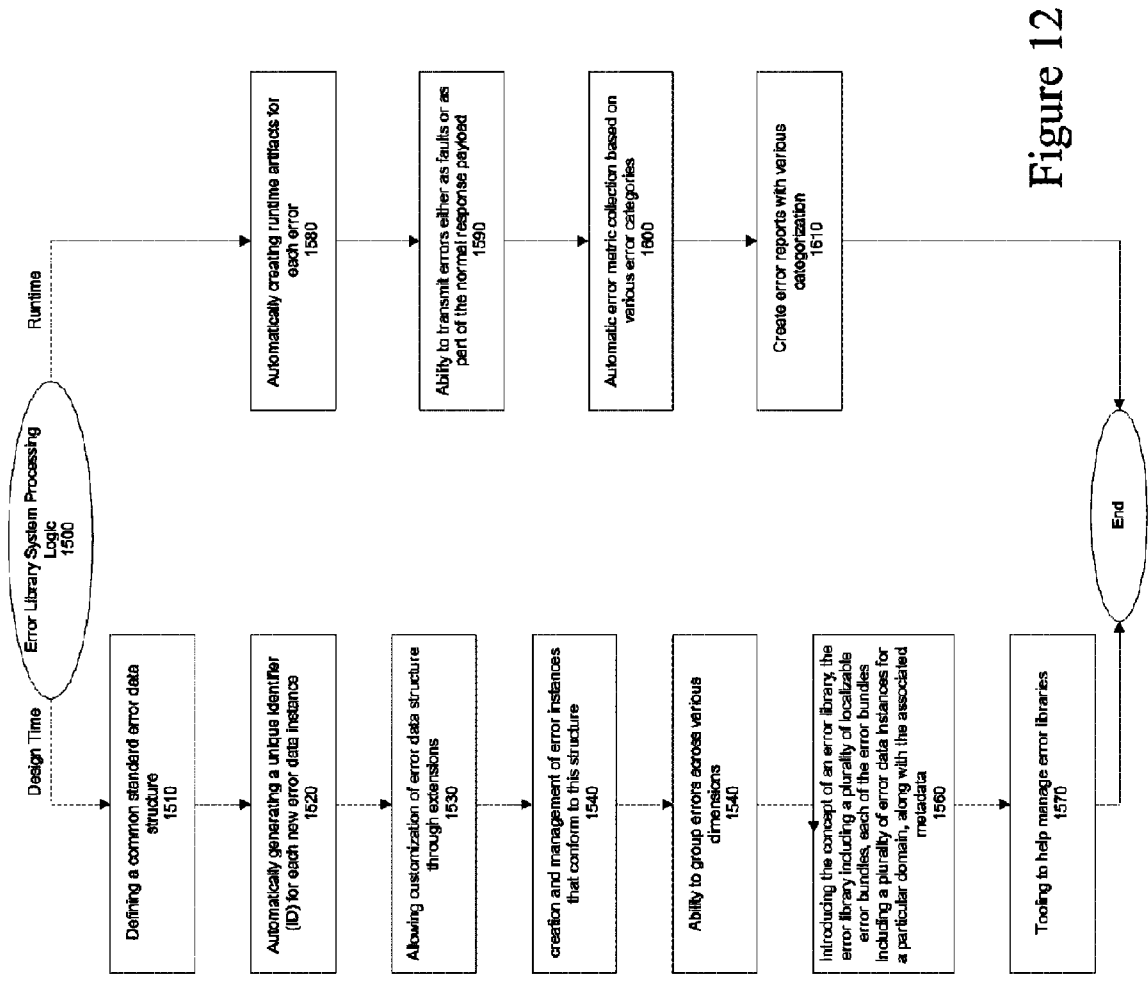 Error Library System Processing
Logic
1500
Design Time
Runtime
Defining a common standard error data
structure
1510
Automatically generating a unique identifier
(ID) for each new error data instance
1520
Allowing customization of error data structure
through extensions
1530
creation and management of error instances
that conform to this structure
1540
Ability to group errors across various
dimensions
1540
Introducing the concept of an error library, the
error library including a plurality of localizable
error bundles, each of the error bundles
including a plurality of error data instances for
a particular domain, along with the associated
metadata
1560
Tooling to help manage error libraries
1570
Automatically creating runtime artifacts for
each error
1580
Ability to transmit errors either as faults or as
part of the normal response payload
1590
Automatic error metric collection based on
various error categories
1600
Create error reports with various
categorization
1610
End
Figure 12